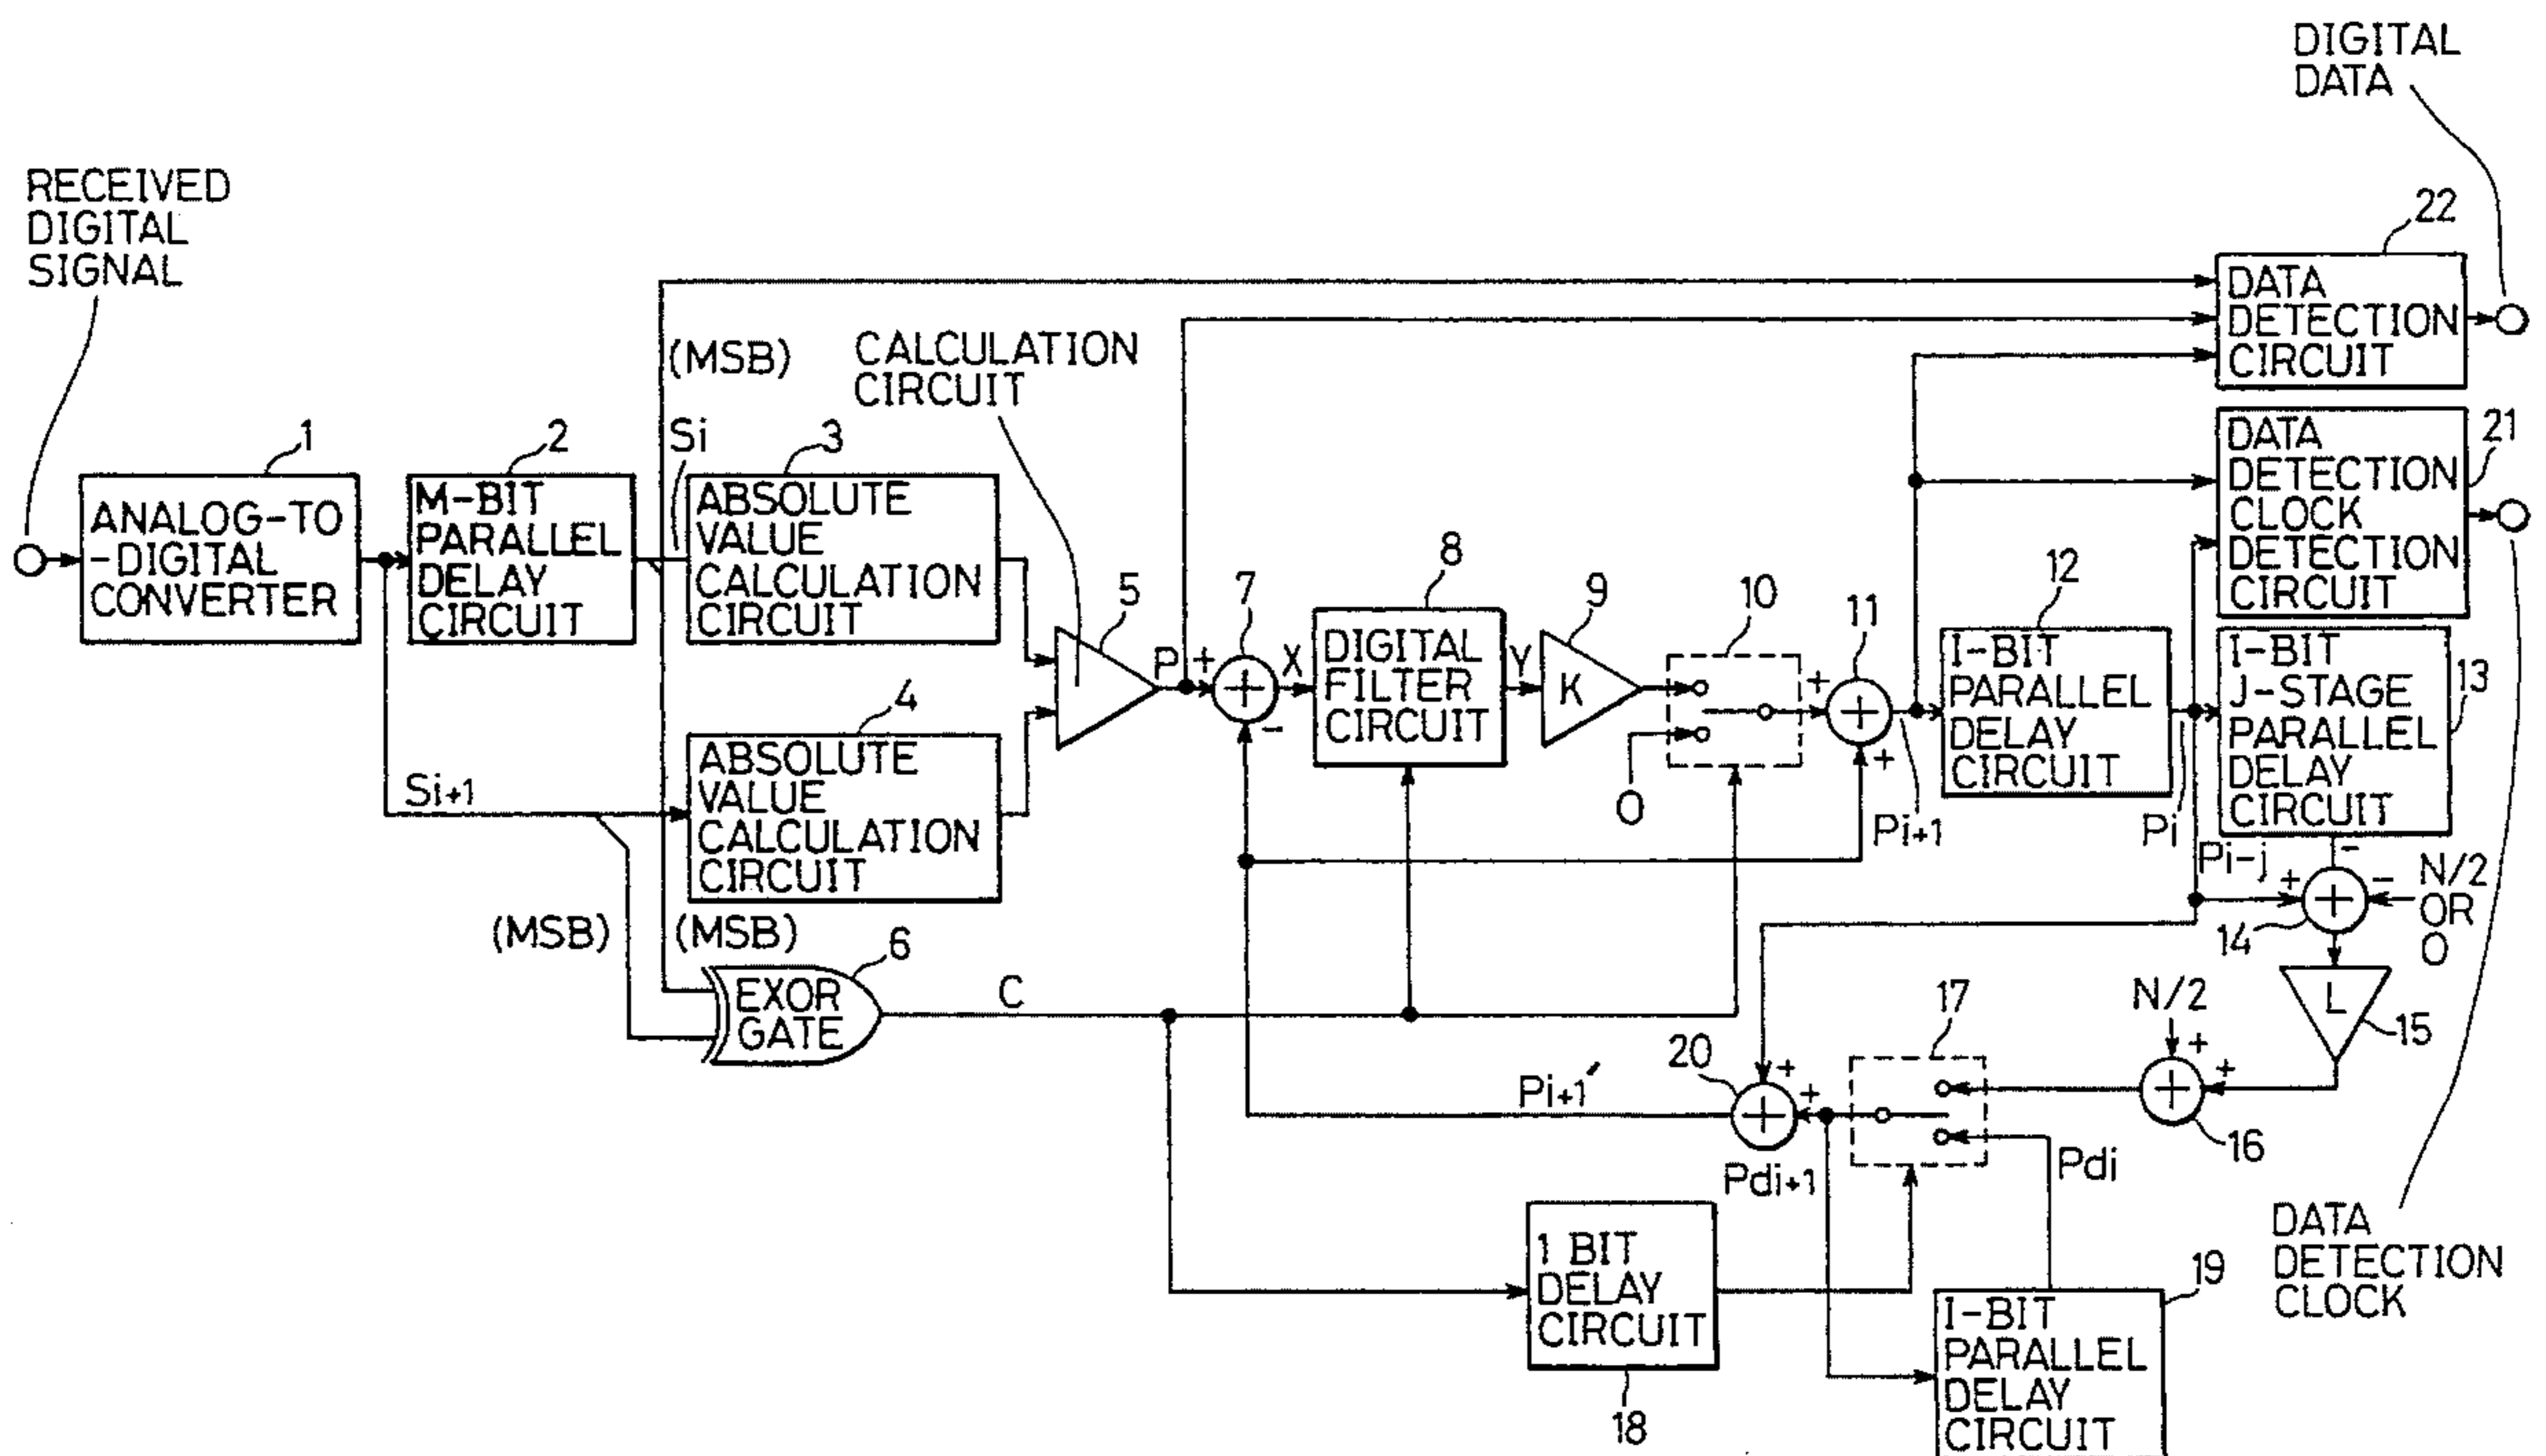 DIGITAL
DATA
RECEIVED
DIGITAL
SIGNAL
22
DATA
DETECTION
CIRCUIT
(MSB)
CALCULATION
CIRCUIT
1
ANALOG-TO
-DIGITAL
CONVERTER
2
M-BIT
PARALLEL
DELAY
CIRCUIT
Si
3
ABSOLUTE
VALUE
CALCULATION
CIRCUIT
21
DATA
DETECTION
CLOCK
DETECTION
CIRCUIT
5
P
+
7
-
X
8
DIGITAL
FILTER
CIRCUIT
Y
9
K
10
O
11
+
+
Pi+1
12
I-BIT
PARALLEL
DELAY
CIRCUIT
Pi
13
I-BIT
J-STAGE
PARALLEL
DELAY
CIRCUIT
Si+1
4
ABSOLUTE
VALUE
CALCULATION
CIRCUIT
Pi-j
-
+
-
N/2
OR
O
14
(MSB)
(MSB)
6
EXOR
GATE
C
L
15
N/2
+
+
16
17
20
+
+
Pi+1′
Pdi+1
Pdi
18
1 BIT
DELAY
CIRCUIT
19
I-BIT
PARALLEL
DELAY
CIRCUIT
DATA
DETECTION
CLOCK